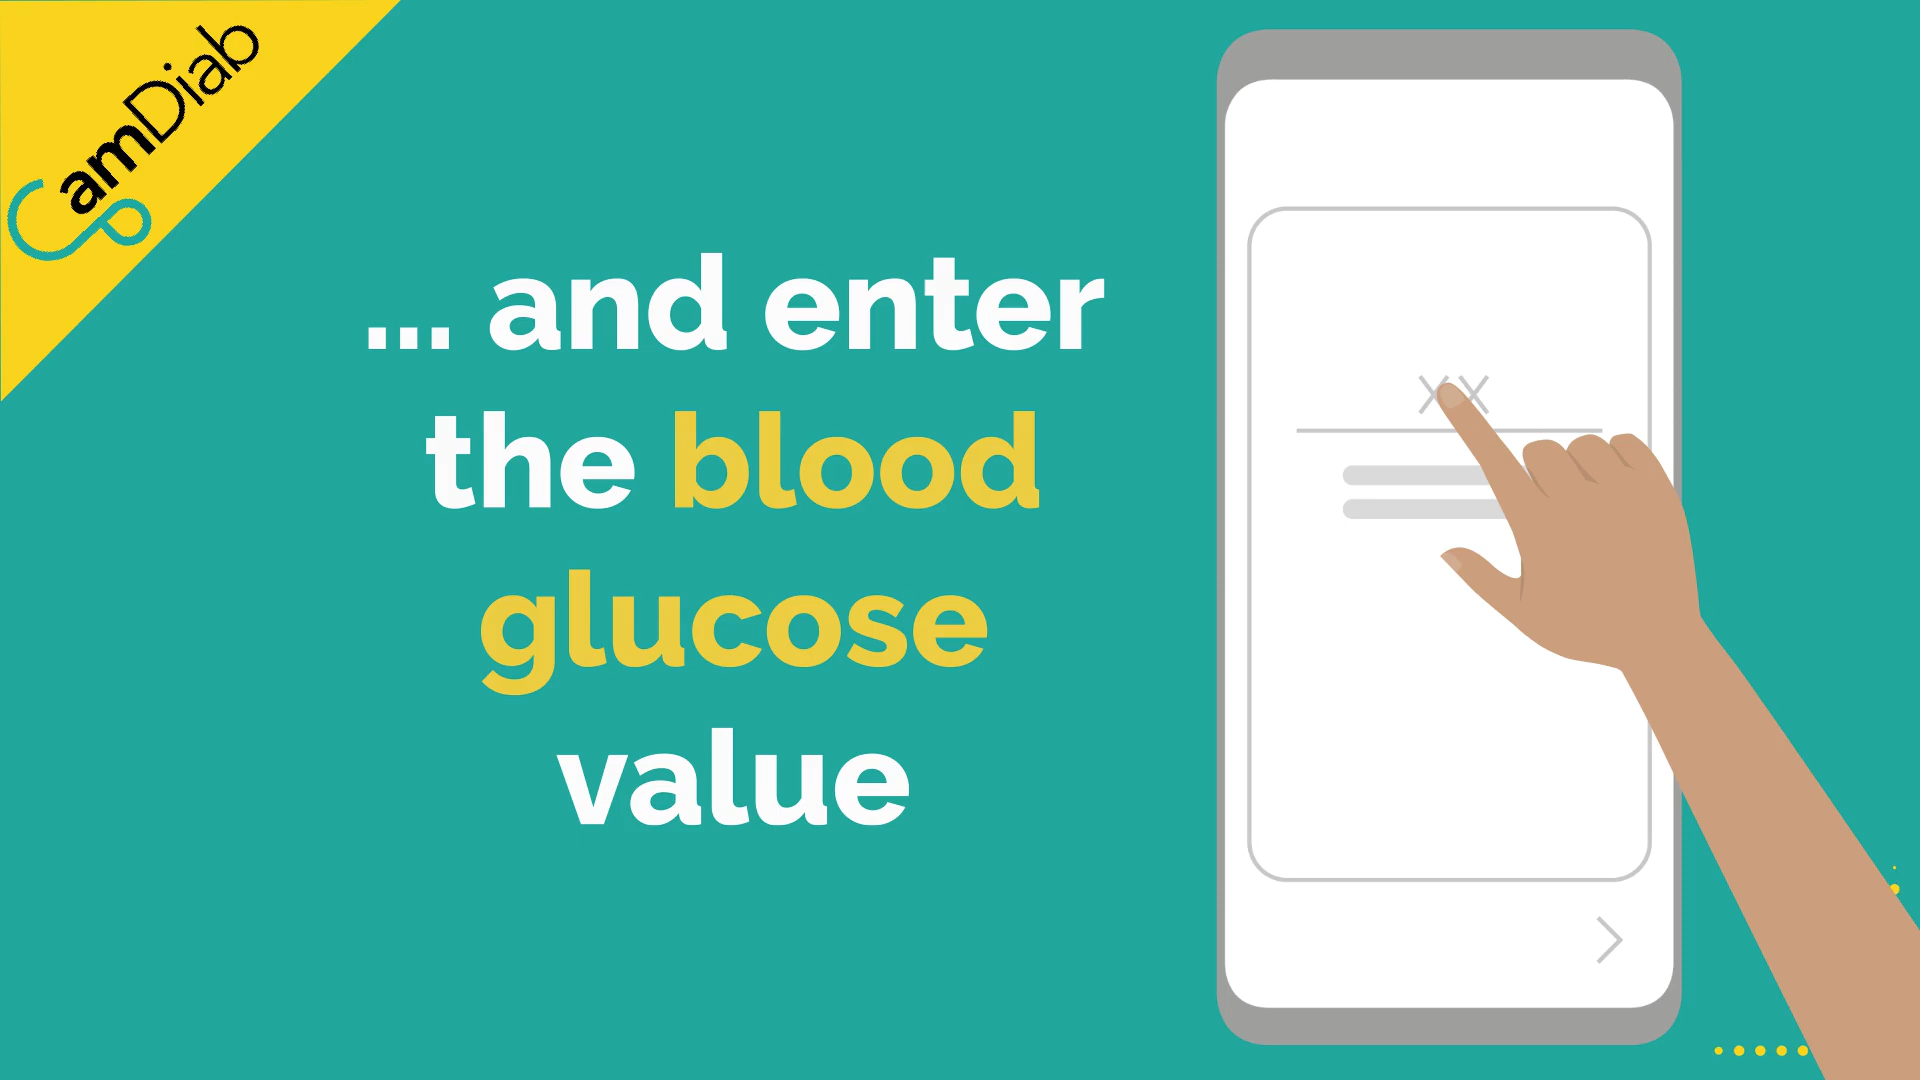 CamDiab
... and enter
the blood
glucose
value
XX